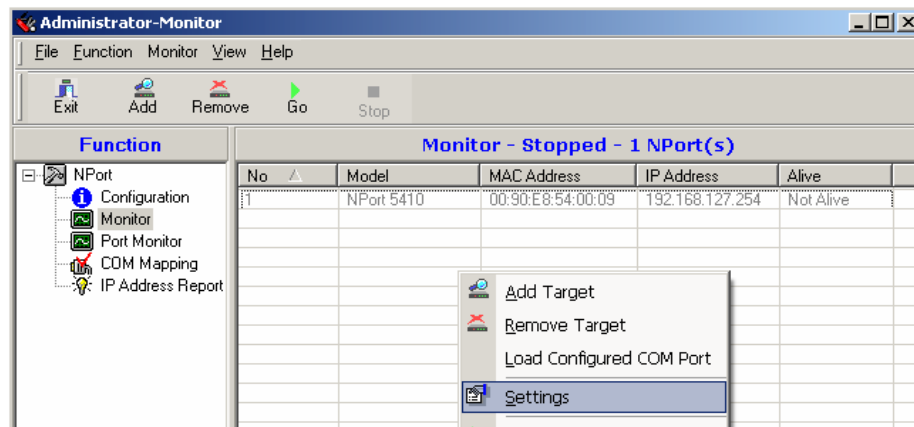 Administrator-Monitor
File Function Monitor View Help
Exit Add Remove Go Stop
Function
Monitor - Stopped - 1 NPort(s)
NPort
Configuration
Monitor
Port Monitor
COM Mapping
IP Address Report
No Model MAC Address IP Address Alive
1 NPort 5410 00:90:E8:54:00:09 192.168.127.254 Not Alive
Add Target
Remove Target
Load Configured COM Port
Settings